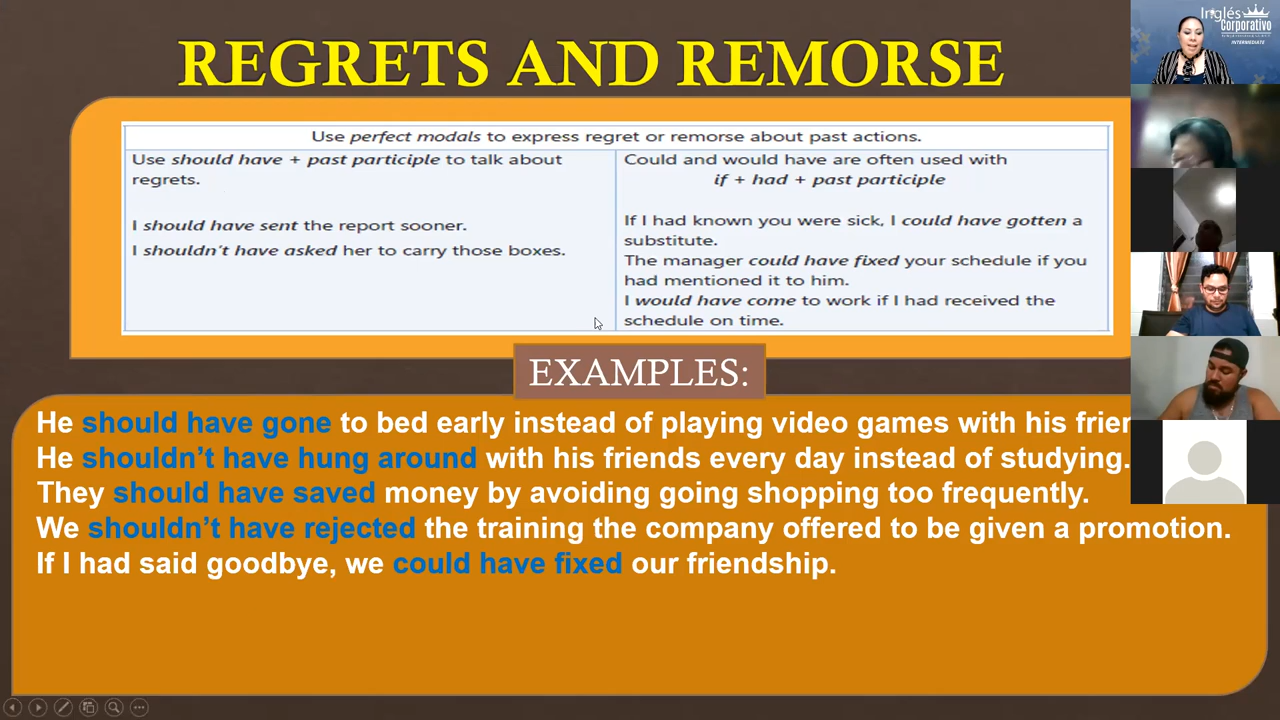 REGRETS AND REMORSE
Use perfect modals to express regret or remorse about past actions.
Use should have + past participle to talk about
regrets.
I should have sent the report sooner.
I shouldn't have asked her to carry those boxes.
Could and would have are often used with
if + had + past participle
If I had known you were sick, I could have gotten a
substitute.
The manager could have fixed your schedule if you
had mentioned it to him.
I would have come to work if I had received the
schedule on time.
EXAMPLES:
He should have gone to bed early instead of playing video games with his frien
He shouldn’t have hung around with his friends every day instead of studying.
They should have saved money by avoiding going shopping too frequently.
We shouldn’t have rejected the training the company offered to be given a promotion.
If I had said goodbye, we could have fixed our friendship.
Inglés
Corporativo
INTERMEDIATE